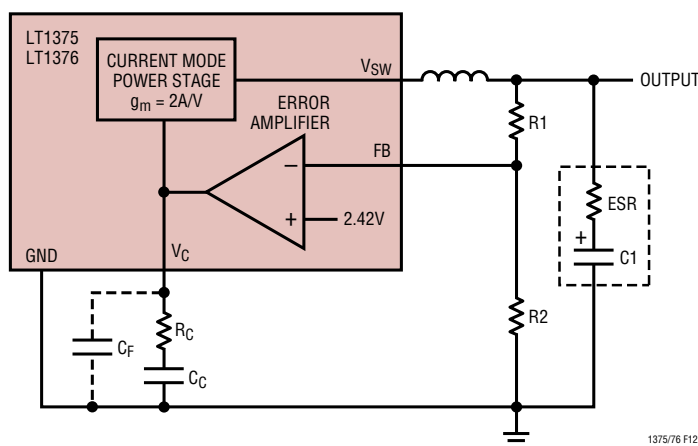 LT1375
LT1376
CURRENT MODE
POWER STAGE
gm = 2A/V
VSW
OUTPUT
ERROR
AMPLIFIER
R1
FB
–
+
2.42V
ESR
+
C1
GND
VC
R2
RC
CF
CC
1375/76 F12